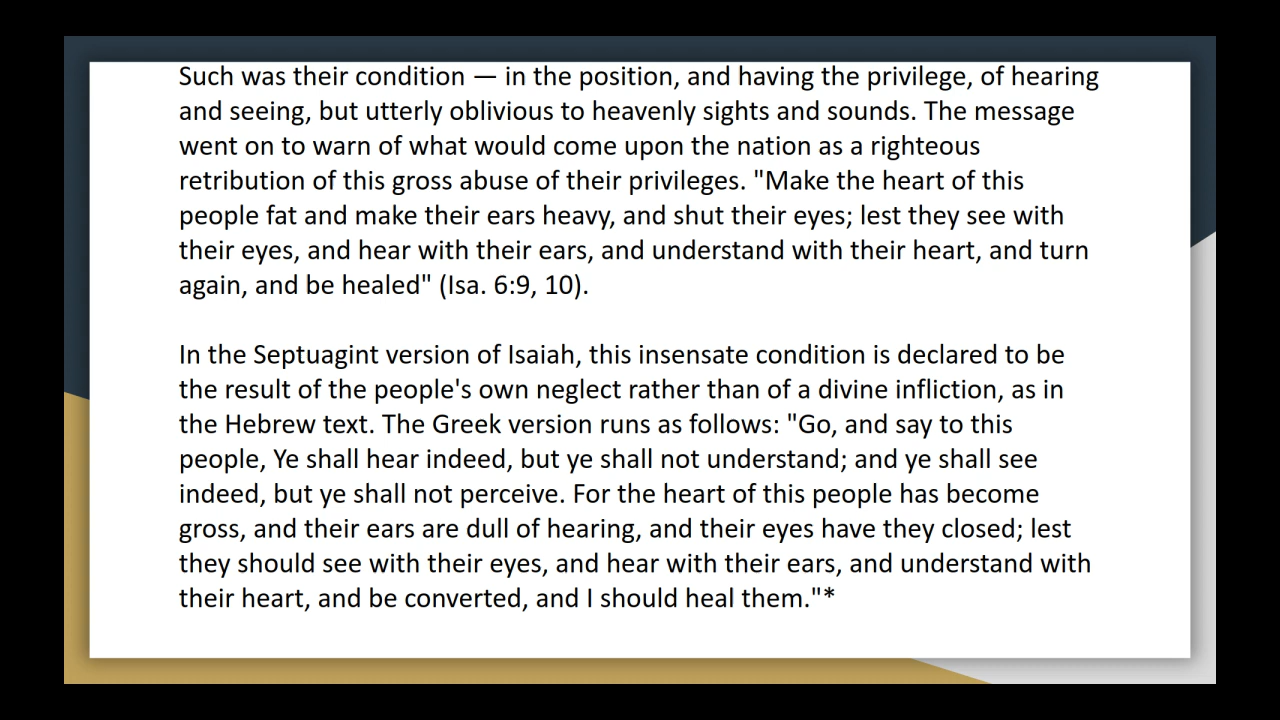 Such was their condition — in the position, and having the privilege, of hearing
and seeing, but utterly oblivious to heavenly sights and sounds. The message
went on to warn of what would come upon the nation as a righteous
retribution of this gross abuse of their privileges. "Make the heart of this
people fat and make their ears heavy, and shut their eyes; lest they see with
their eyes, and hear with their ears, and understand with their heart, and turn
again, and be healed" (Isa. 6:9, 10).

In the Septuagint version of Isaiah, this insensate condition is declared to be
the result of the people's own neglect rather than of a divine infliction, as in
the Hebrew text. The Greek version runs as follows: "Go, and say to this
people, Ye shall hear indeed, but ye shall not understand; and ye shall see
indeed, but ye shall not perceive. For the heart of this people has become
gross, and their ears are dull of hearing, and their eyes have they closed; lest
they should see with their eyes, and hear with their ears, and understand with
their heart, and be converted, and I should heal them."*